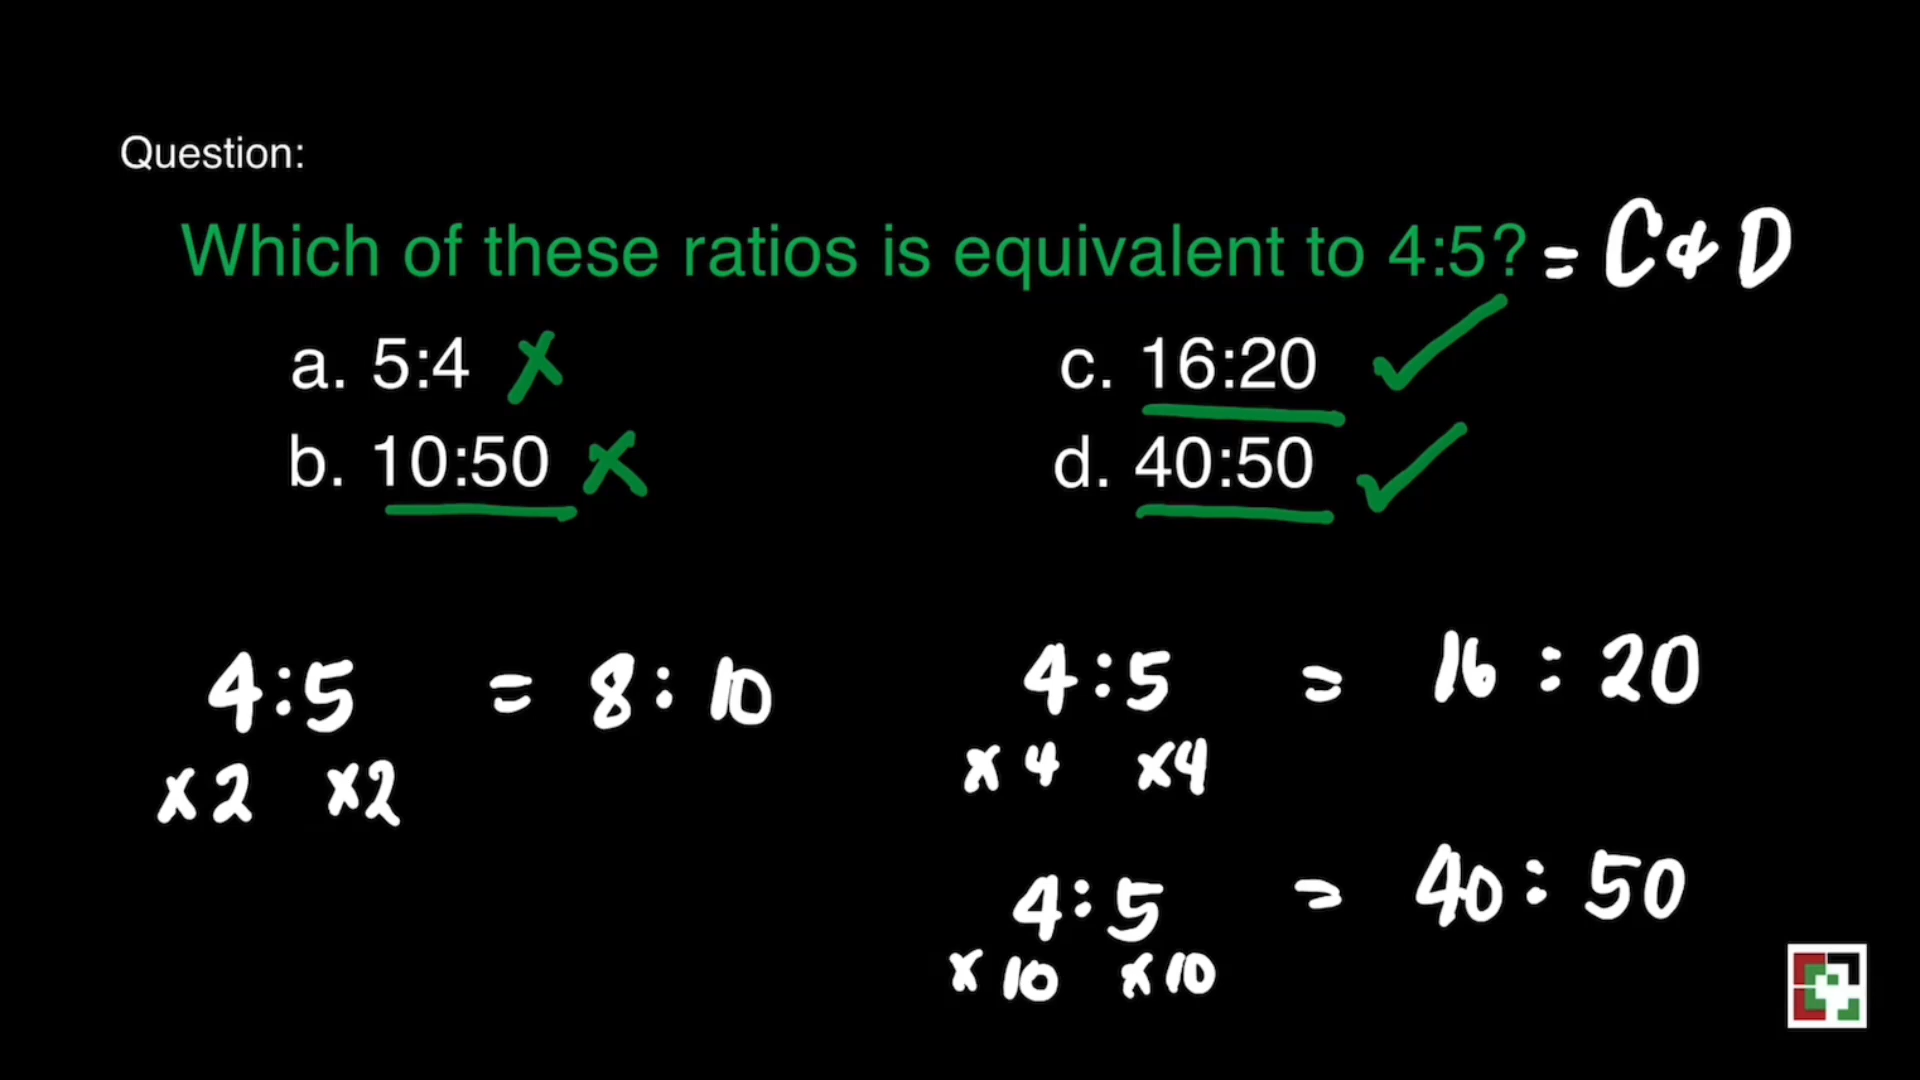 Question:
Which of these ratios is equivalent to 4:5? = C & D
a. 5:4 x
c. 16:20 ✓
b. 10:50 x
d. 40:50 ✓
4:5 = 8:10
x2 x2
4:5 = 16:20
x4 x4
4:5 = 40:50
x10 x10